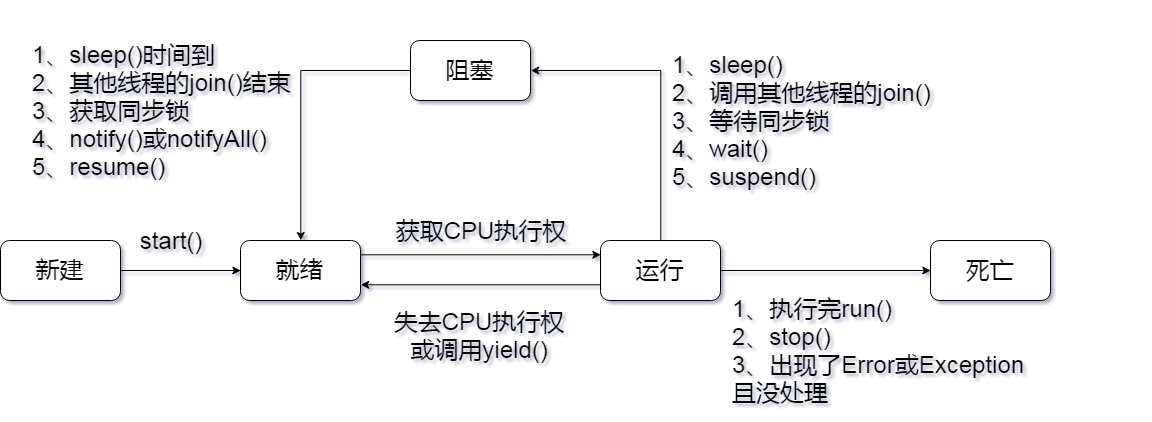 1、sleep()时间到
2、其他线程的join()结束
3、获取同步锁
4、notify()或notifyAll()
5、resume()
阻塞
1、sleep()
2、调用其他线程的join()
3、等待同步锁
4、wait()
5、suspend()
新建
start()
就绪
获取CPU执行权
失去CPU执行权
或调用yield()
运行
死亡
1、执行完run()
2、stop()
3、出现了Error或Exception
且没处理